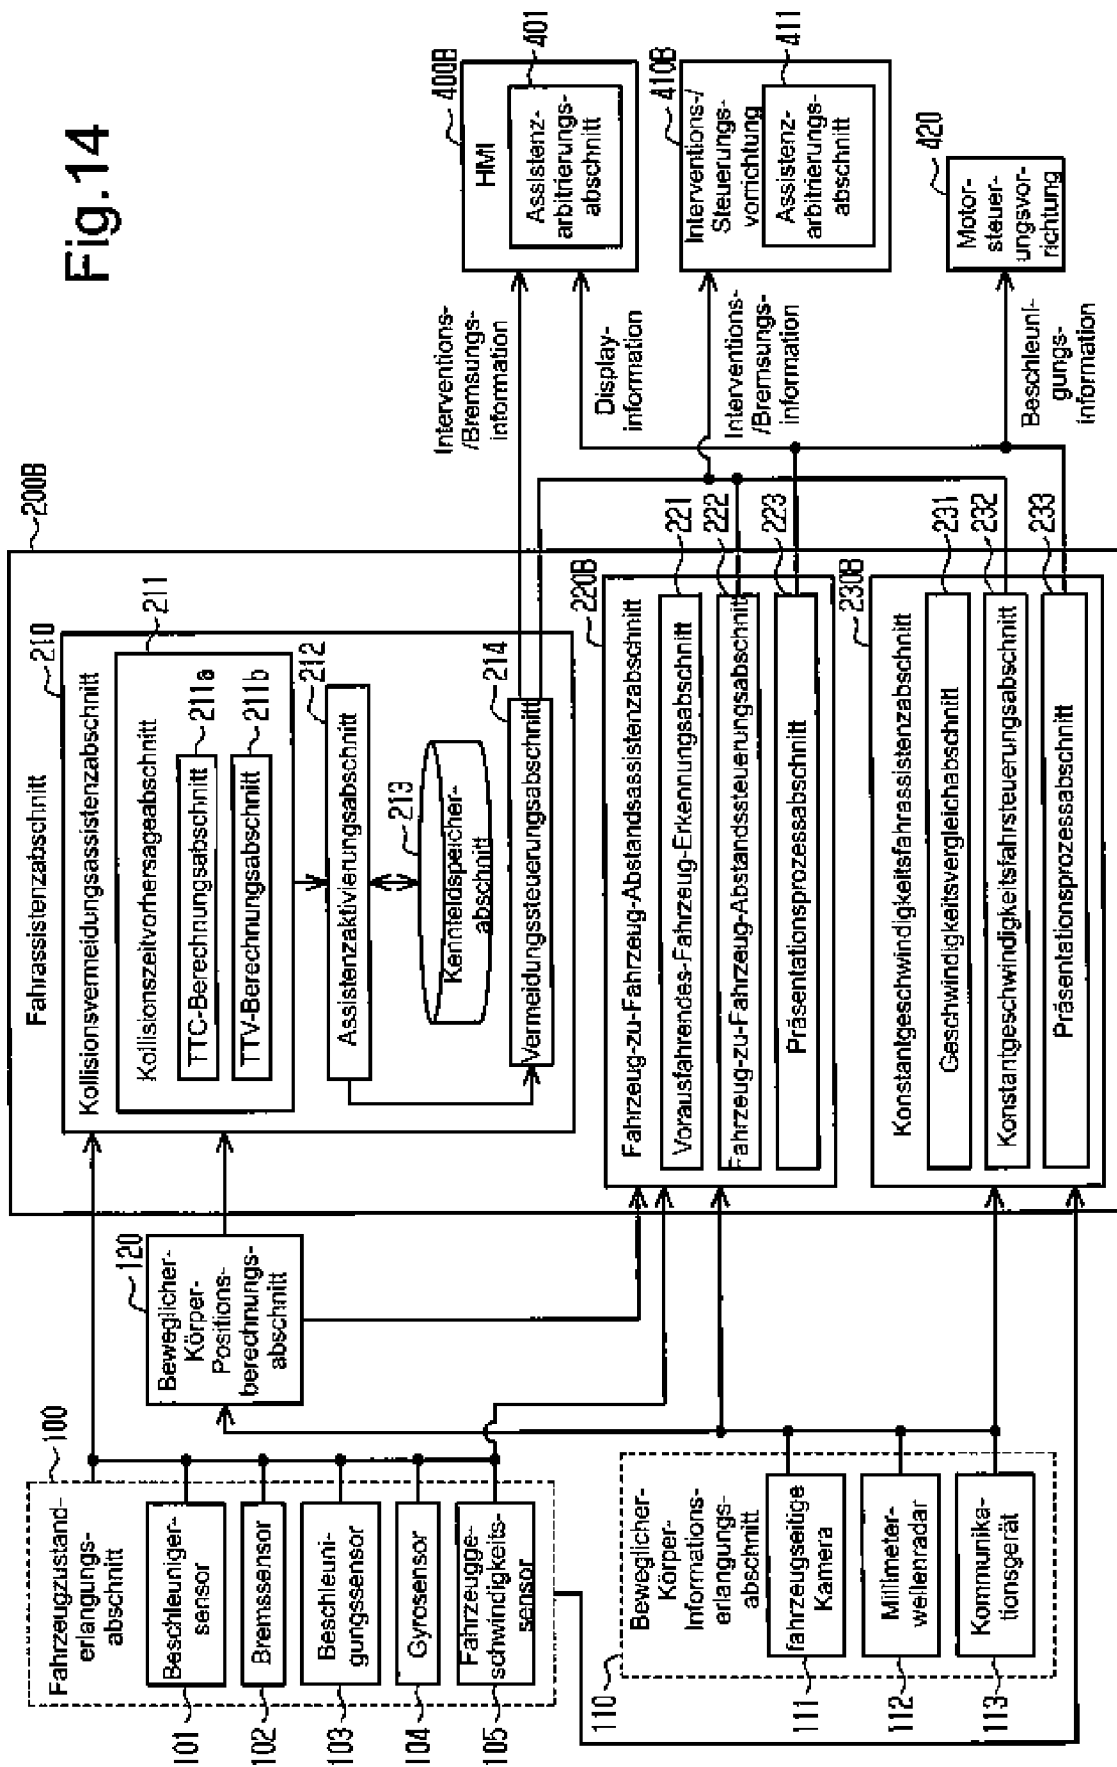 Fig.14
Fahrzeugzustand-
erlangungs-
abschnitt
100
Beschleuniger-
sensor
101
Bremssensor
102
Beschleuni-
gungssensor
103
Gyrosensor
104
Fahrzeugge-
schwindigkeits-
sensor
105
110
Beweglicher-
Körper-
Informations-
erlangungs-
abschnitt
fahrzeugseitige
Kamera
111
Millimeter-
wellenradar
112
Kommunika-
tionsgerät
113
120
Beweglicher-
Körper-
Positions-
berechnungs-
abschnitt
Fahrassistenzabschnitt
200B
210
Kollisionsvermeidungsassistenzabschnitt
Kollisionszeitvorhersageabschnitt
211
TTC-Berechnungsabschnitt
211a
TTV-Berechnungsabschnitt
211b
Assistenzaktivierungsabschnitt
212
213
Kennfeldspeicher-
abschnitt
Vermeidungssteuerungsabschnitt
214
Fahrzeug-zu-Fahrzeug-Abstandsassistenzabschnitt
220B
Vorausfahrendes-Fahrzeug-Erkennungsabschnitt
221
Fahrzeug-zu-Fahrzeug-Abstandssteuerungsabschnitt
222
Präsentationsprozessabschnitt
223
Konstantgeschwindigkeitsfahrassistenzabschnitt
230B
Geschwindigkeitsvergleichabschnitt
231
Konstantgeschwindigkeitsfahrsteuerungsabschnitt
232
Präsentationsprozessabschnitt
233
Interventions-
/Bremsungs-
information
Display-
information
Interventions-
/Bremsungs-
information
Beschleuni-
gungs-
information
400B
HMI
401
Assistenz-
arbitrierungs-
abschnitt
410B
Interventions-/
Steuerungs-
vorrichtung
411
Assistenz-
arbitrierungs-
abschnitt
420
Motor-
steuer-
ungsvor-
richtung